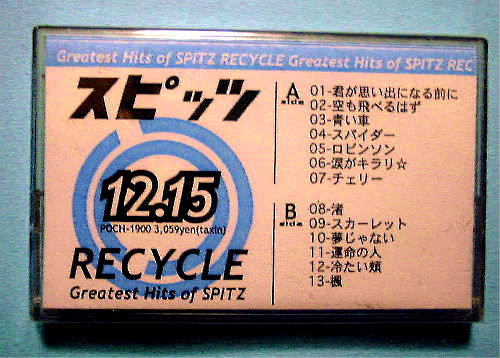 Greatest Hits of SPITZ RECYCLE Greatest Hits of SPITZ REC
スピッツ
12.15
POCH-1900 3,059yen(taxin)
RECYCLE
Greatest Hits of SPITZ
A side
01-君が思い出になる前に
02-空も飛べるはず
03-青い車
04-スパイダー
05-ロビンソン
06-涙がキラリ☆
07-チェリー
B side
08-渚
09-スカーレット
10-夢じゃない
11-運命の人
12-冷たい頬
13-楓